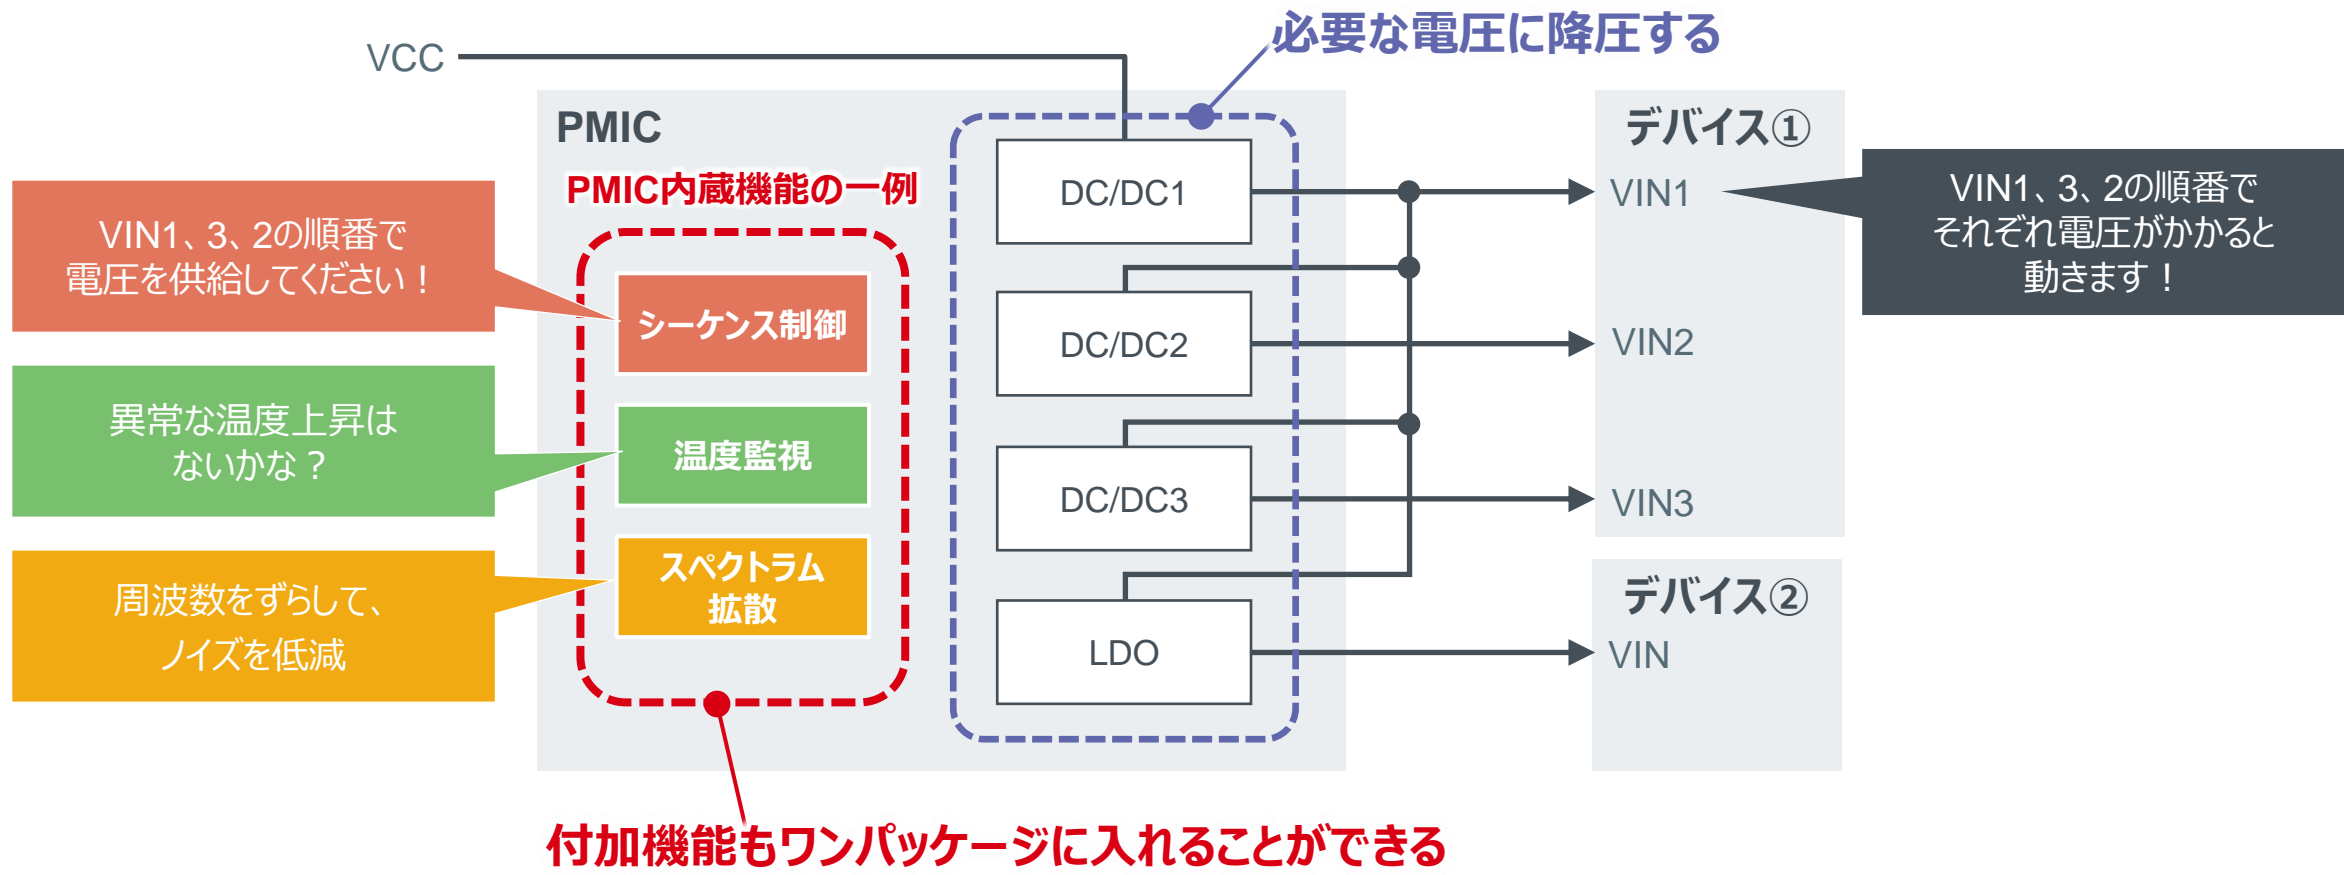 必要な電圧に降圧する
VCC
PMIC
PMIC内蔵機能の一例
VIN1、3、2の順番で
電圧を供給してください！
シーケンス制御
異常な温度上昇は
ないかな？
温度監視
周波数をずらして、
ノイズを低減
スペクトラム
拡散
DC/DC1
DC/DC2
DC/DC3
LDO
デバイス①
VIN1
VIN2
VIN3
VIN1、3、2の順番で
それぞれ電圧がかかると
動きます！
デバイス②
VIN
付加機能もワンパッケージに入れることができる